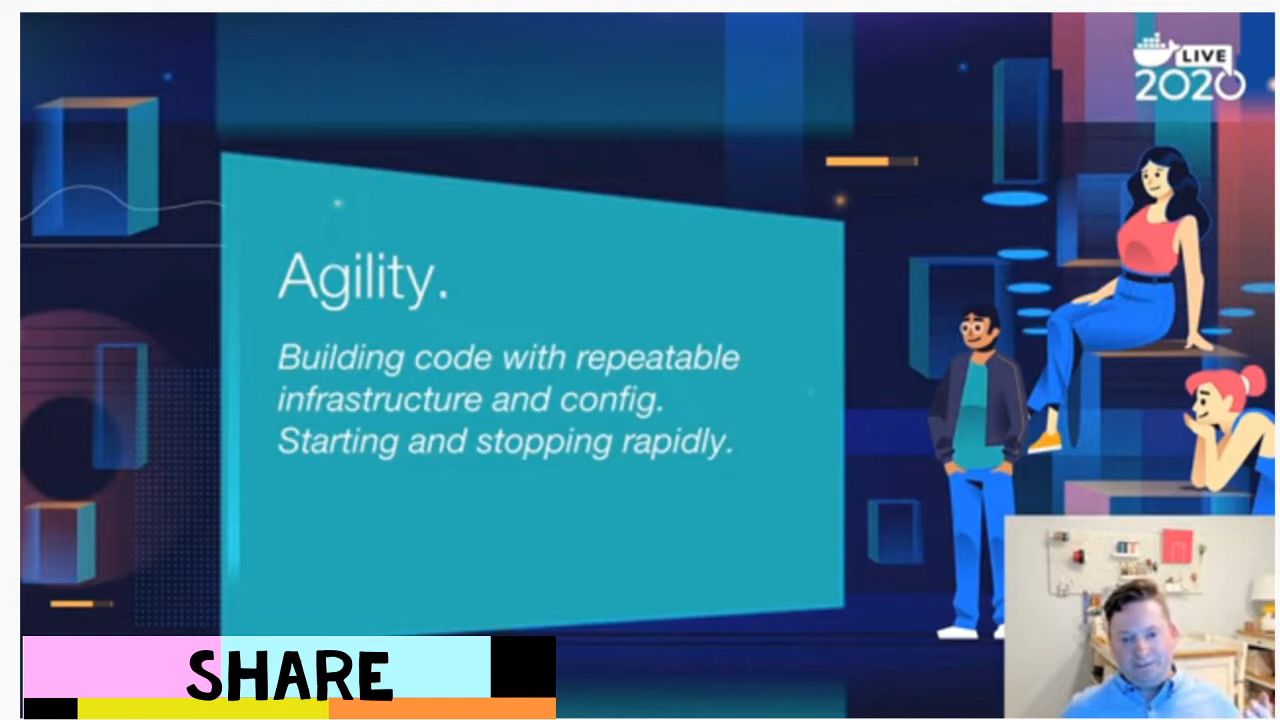 LIVE
2020
Agility.
Building code with repeatable
infrastructure and config.
Starting and stopping rapidly.
SHARE